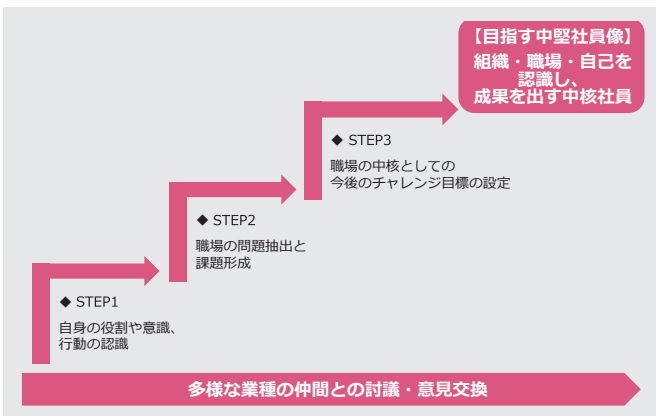 【目指す中堅社員像】
組織・職場・自己を
認識し、
成果を出す中核社員
◆ STEP3
職場の中核としての
今後のチャレンジ目標の設定
◆ STEP2
職場の問題抽出と
課題形成
◆ STEP1
自身の役割や意識、
行動の認識
多様な業種の仲間との討議・意見交換